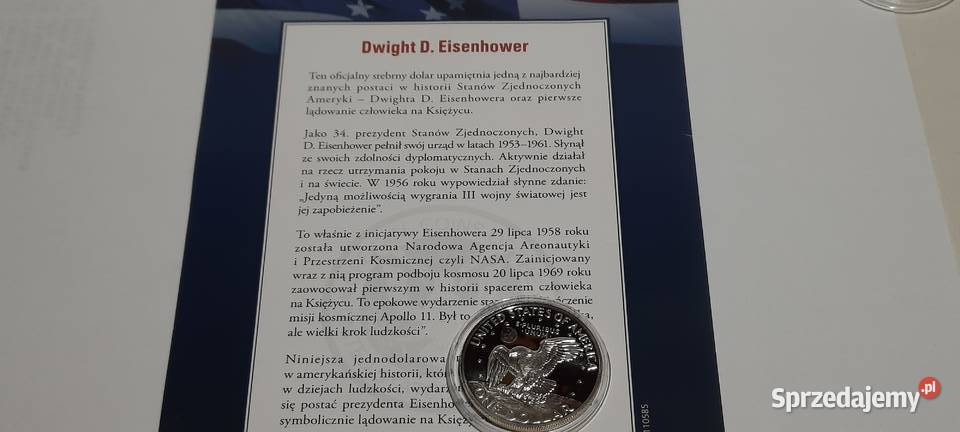 Dwight D. Eisenhower
Ten oficjalny srebrny dolar upamiętnia jedną z najbardziej
znanych postaci w historii Stanów Zjednoczonych
Ameryki – Dwighta D. Eisenhowera oraz pierwsze
lądowanie człowieka na Księżycu.
Jako 34. prezydent Stanów Zjednoczonych, Dwight
D. Eisenhower pełnił swój urząd w latach 1953–1961. Słynął
ze swoich zdolności dyplomatycznych. Aktywnie działał
na rzecz utrzymania pokoju w Stanach Zjednoczonych
i na świecie. W 1956 roku wypowiedział słynne zdanie:
„Jedyną możliwością wygrania III wojny światowej jest
jej zapobieżenie”.
To właśnie z inicjatywy Eisenhowera 29 lipca 1958 roku
została utworzona Narodowa Agencja Areonautyki
i Przestrzeni Kosmicznej czyli NASA. Zainicjowany
wraz z nią program podboju kosmosu 20 lipca 1969 roku
zaowocował pierwszym w historii spacerem człowieka
na Księżycu. To epokowe wydarzenie
misji kosmicznej Apollo 11. Był to
ale wielki krok ludzkości”.
Niniejsza jednodolarowa
w amerykańskiej historii,
w dziejach ludzkości,
się postać prezydenta
symbolicznie lądowanie na
UNITED STATES OF AMERICA
E PLURIBUS
UNUM
ONE DOLLAR
110585
Sprzedajemy.pl